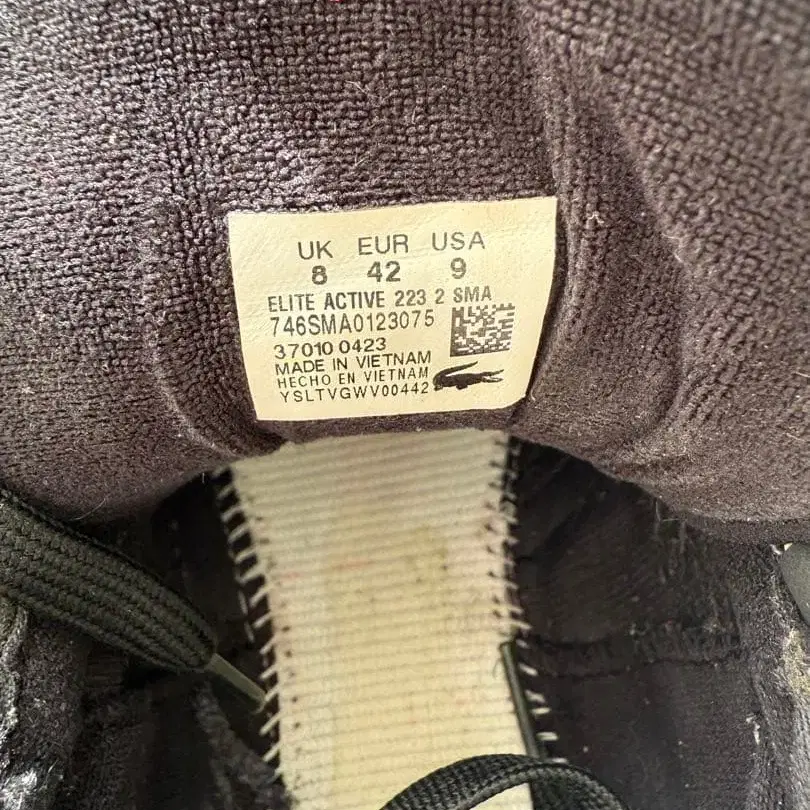 UK EUR USA
8 42 9
ELITE ACTIVE 223 2 SMA
746SMA0123075
37010 0423
MADE IN VIETNAM
HECHO EN VIETNAM
YSLTVGWV00442